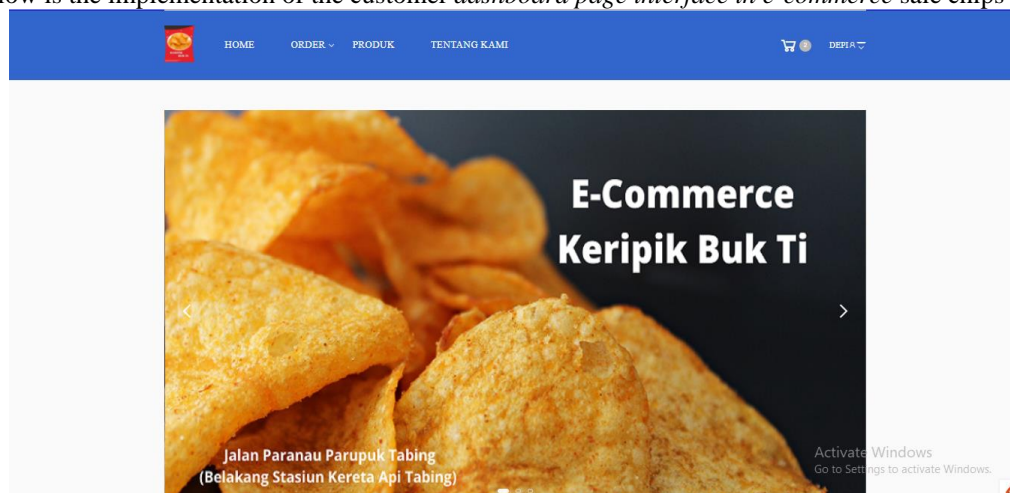 ow is the implementation of the customer dashboard page interface in e-commerce sale chips
HOME ORDER PRODUK TENTANG KAMI 2 DEPI
E-Commerce
Keripik Buk Ti
Jalan Paranau Parupuk Tabing
(Belakang Stasiun Kereta Api Tabing)
Activate Windows
Go to Settings to activate Windows.